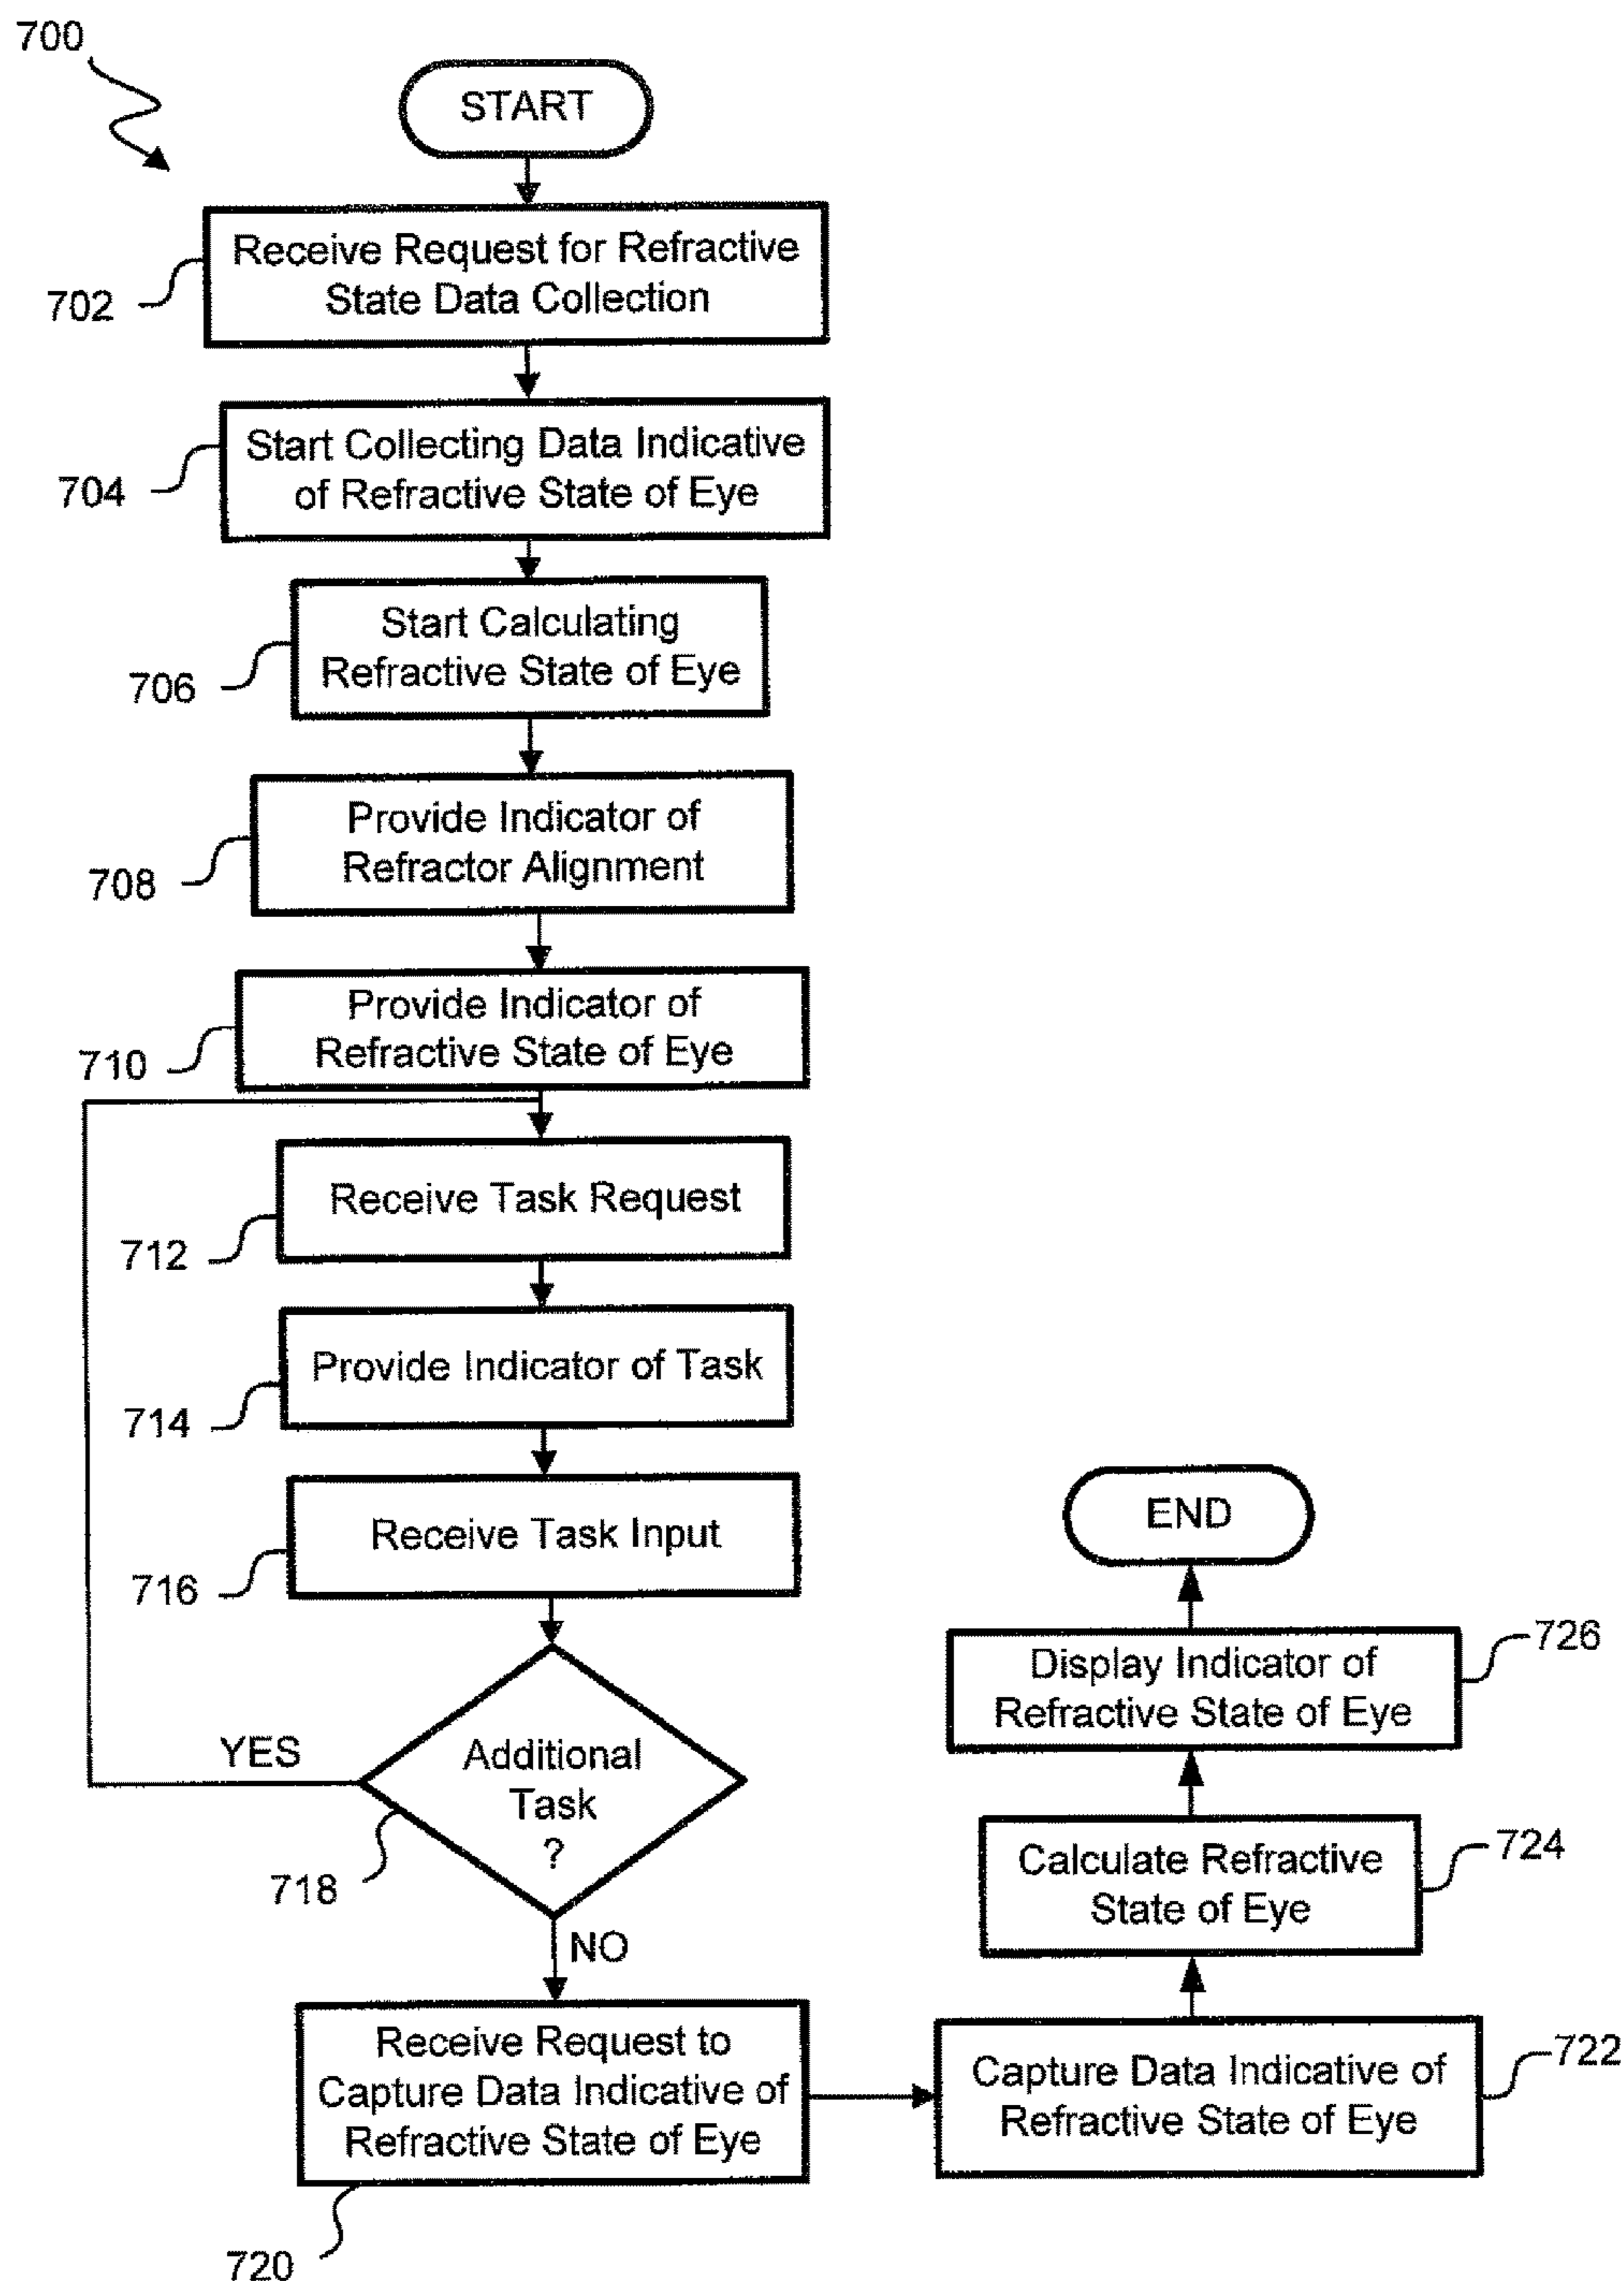 700
START
702
Receive Request for Refractive
State Data Collection
704
Start Collecting Data Indicative
of Refractive State of Eye
706
Start Calculating
Refractive State of Eye
708
Provide Indicator of
Refractor Alignment
710
Provide Indicator of
Refractive State of Eye
712
Receive Task Request
714
Provide Indicator of Task
716
Receive Task Input
718
Additional
Task
?
YES
NO
720
Receive Request to
Capture Data Indicative of
Refractive State of Eye
722
Capture Data Indicative of
Refractive State of Eye
724
Calculate Refractive
State of Eye
726
Display Indicator of
Refractive State of Eye
END